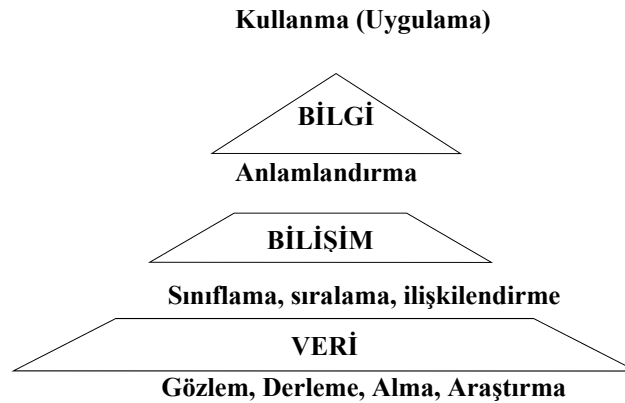 Kullanma (Uygulama)
BİLGİ
Anlamlandırma
BİLİŞİM
Sınıflama, sıralama, ilişkilendirme
VERİ
Gözlem, Derleme, Alma, Araştırma